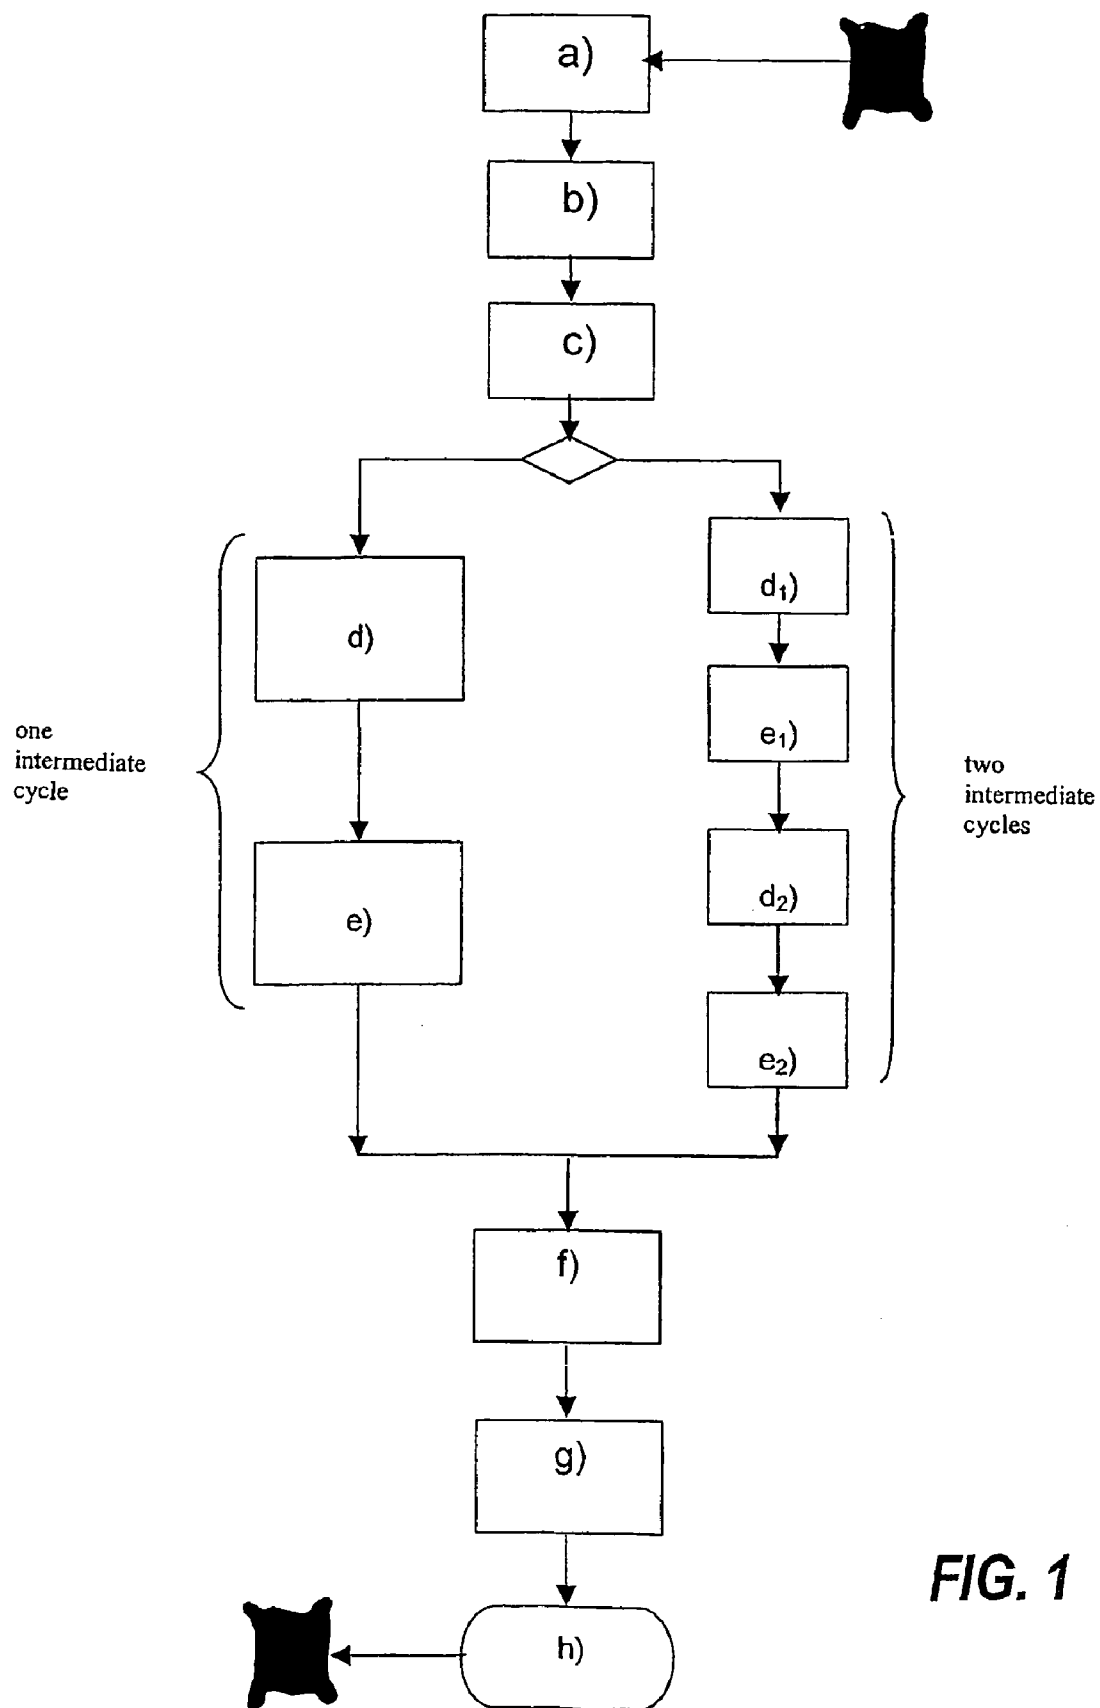 a)
b)
c)
d)
e)
one
intermediate
cycle
d₁)
e₁)
d₂)
e₂)
two
intermediate
cycles
f)
g)
h)
FIG. 1